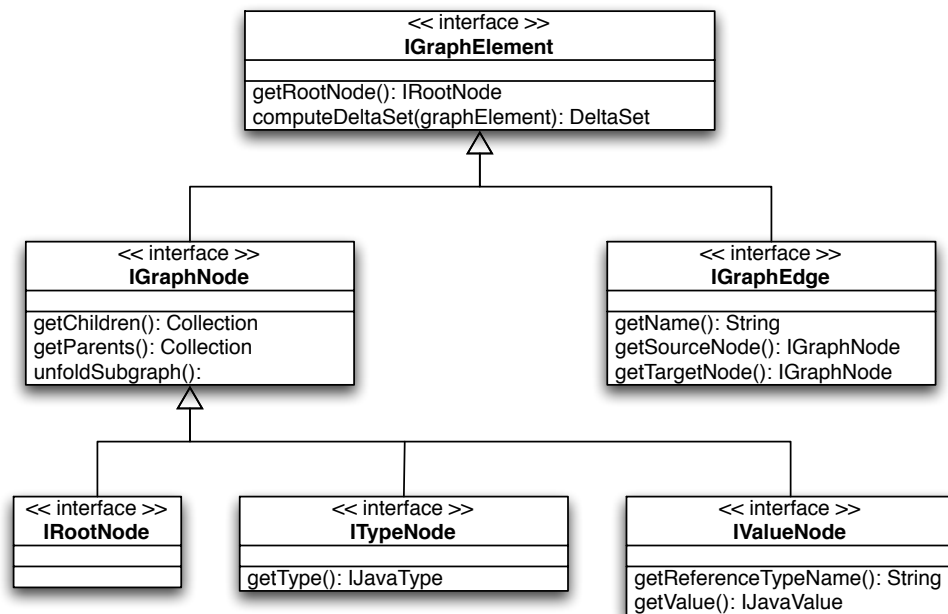 << interface >>
IGraphElement
getRootNode(): IRootNode
computeDeltaSet(graphElement): DeltaSet
<< interface >>
IGraphNode
getChildren(): Collection
getParents(): Collection
unfoldSubgraph():
<< interface >>
IGraphEdge
getName(): String
getSourceNode(): IGraphNode
getTargetNode(): IGraphNode
<< interface >>
IRootNode
<< interface >>
ITypeNode
getType(): IJavaType
<< interface >>
IValueNode
getReferenceTypeName(): String
getValue(): IJavaValue